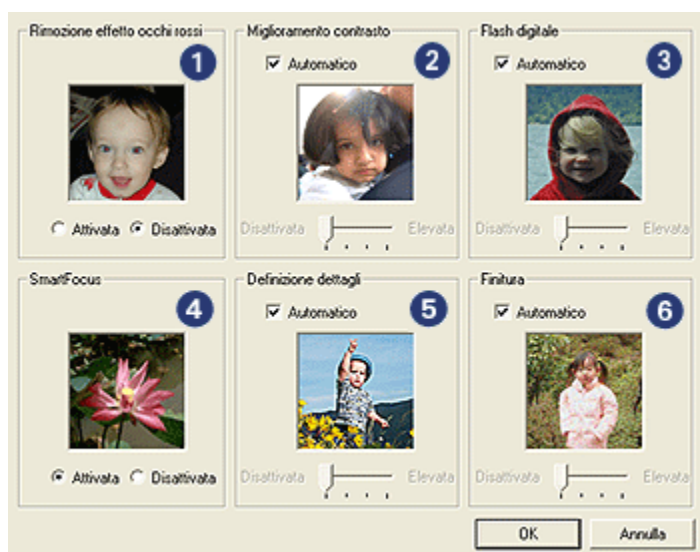 Rimozione effetto occhi rossi
1
Attivata Disattivata
Miglioramento contrasto
2
Automatico
Disattivata Elevata
Flash digitale
3
Automatico
Disattivata Elevata
SmartFocus
4
Attivata Disattivata
Definizione dettagli
5
Automatico
Disattivata Elevata
Finitura
6
Automatico
Disattivata Elevata
OK Annulla